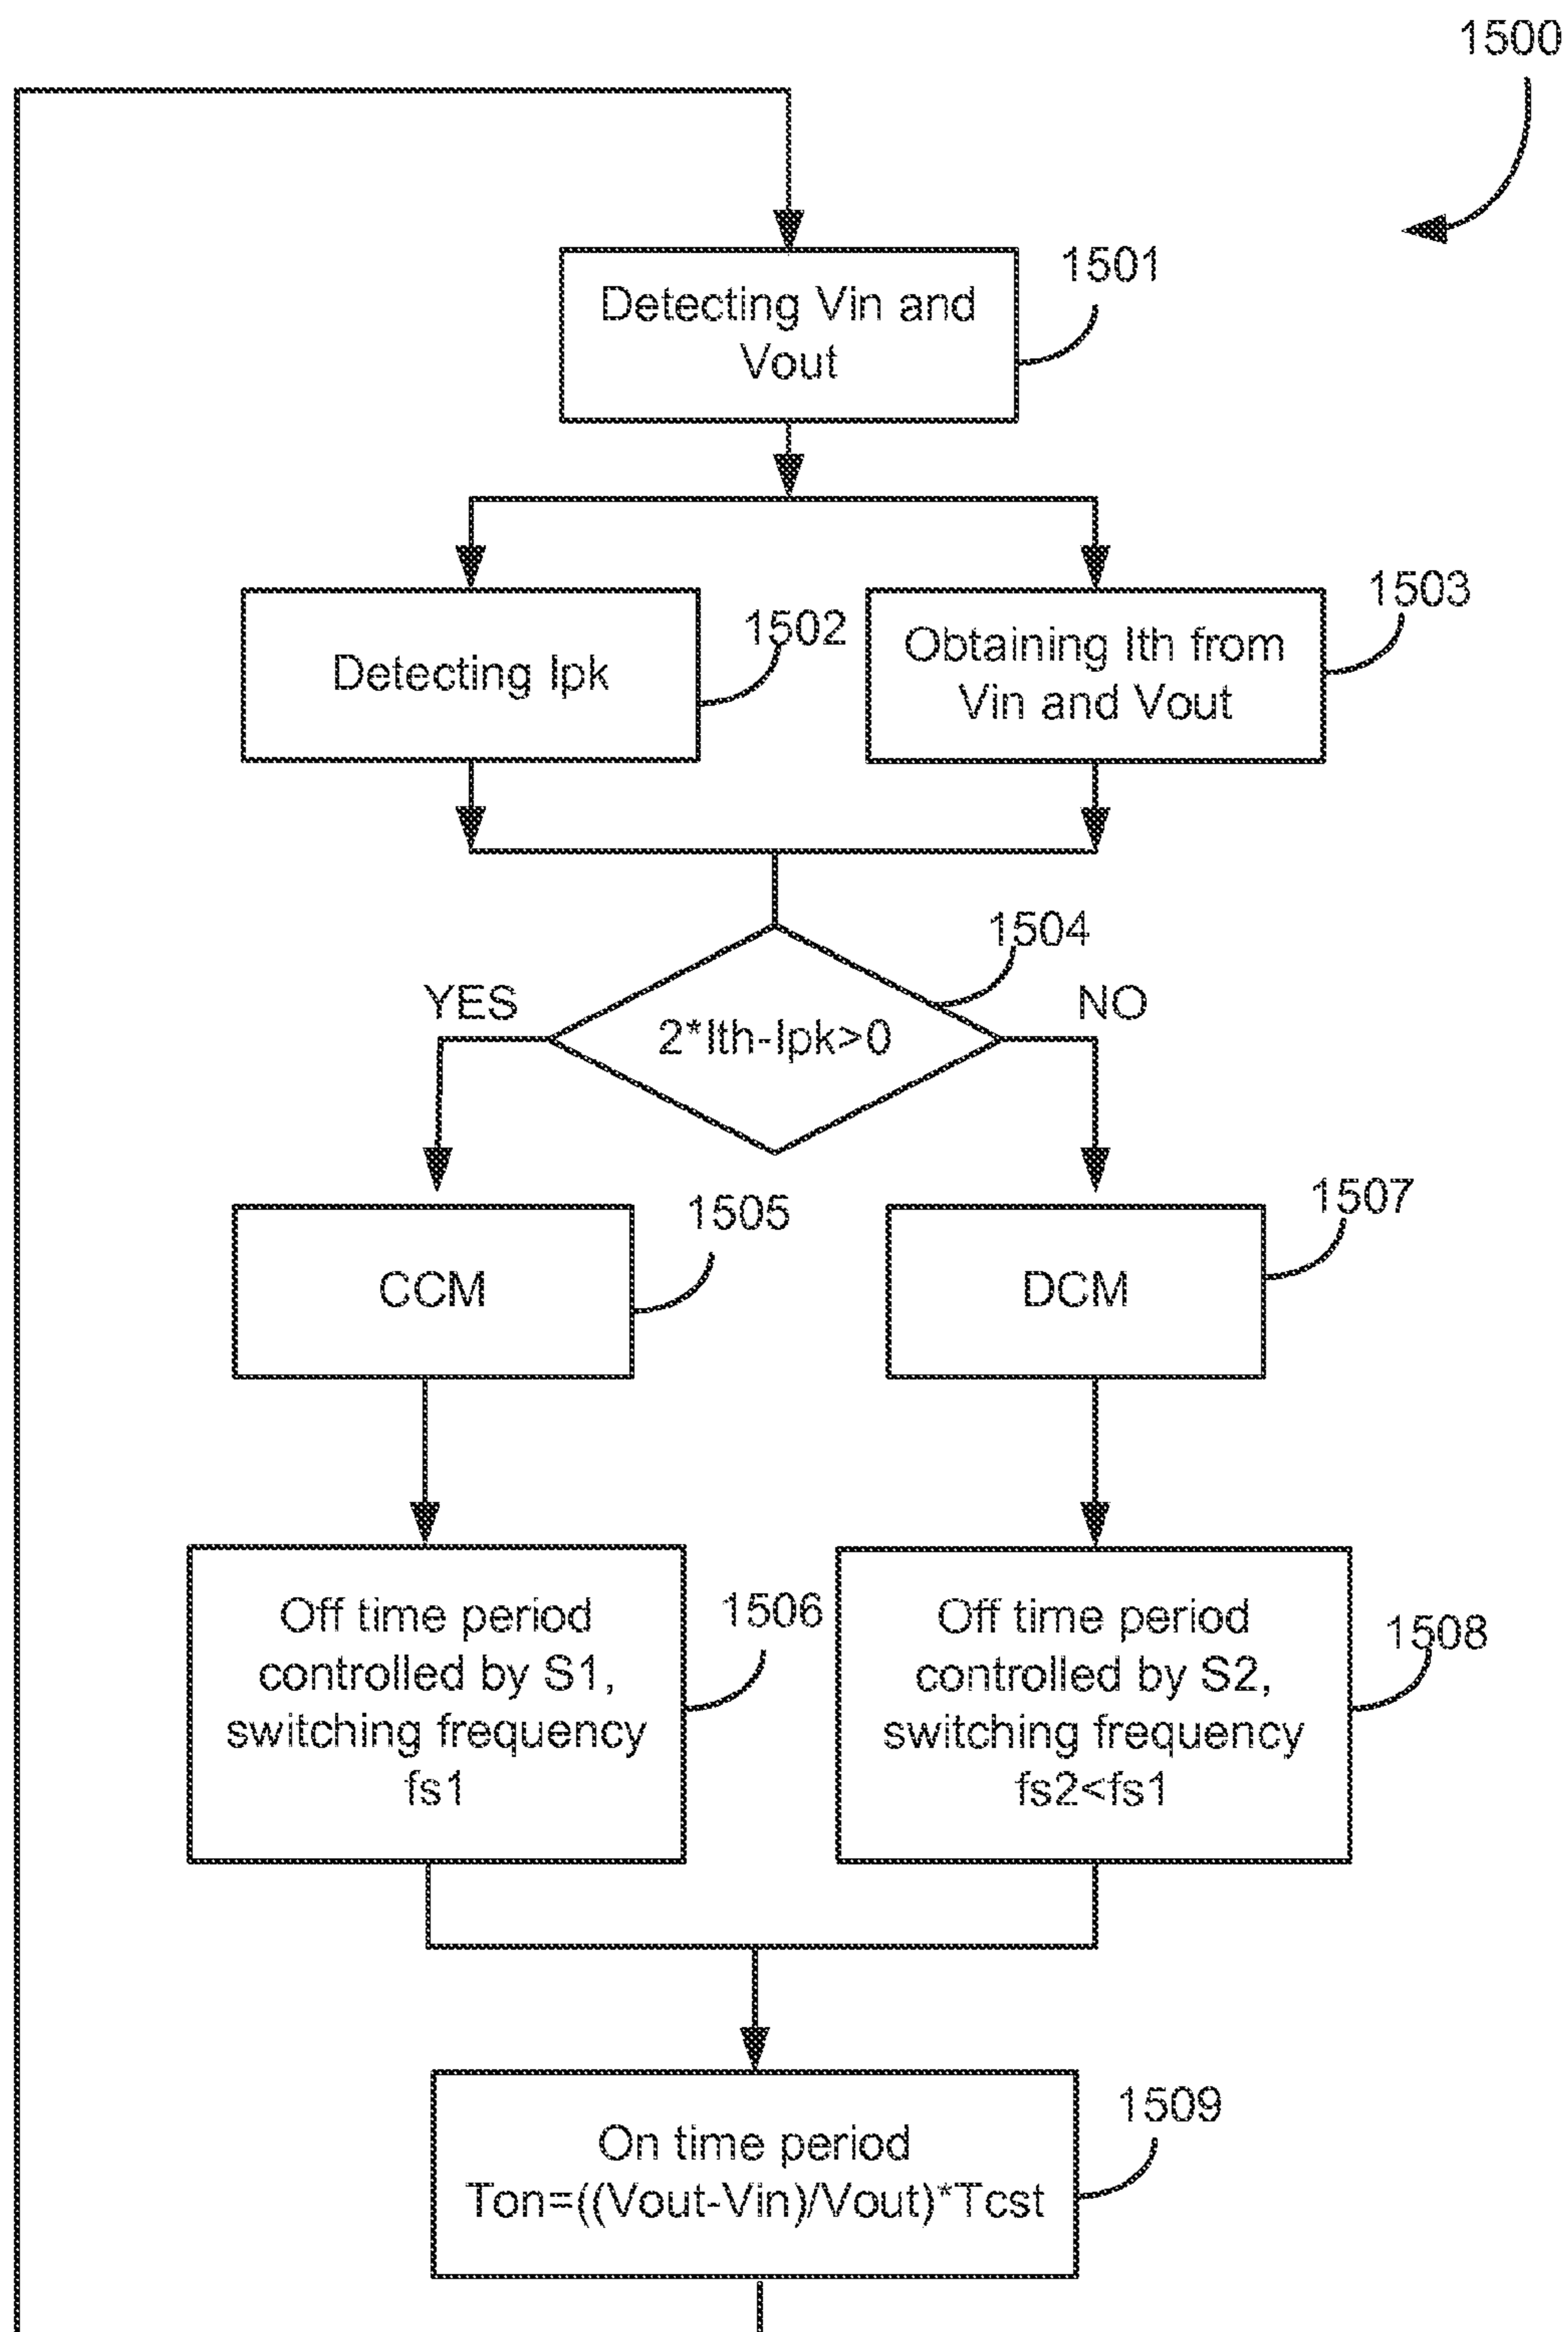 1500
1501
Detecting Vin and
Vout
1502
Detecting Ipk
1503
Obtaining Ith from
Vin and Vout
1504
YES
2*Ith-Ipk>0
NO
1505
CCM
1507
DCM
1506
Off time period
controlled by S1,
switching frequency
fs1
1508
Off time period
controlled by S2,
switching frequency
fs2<fs1
1509
On time period
Ton=((Vout-Vin)/Vout)*Tcst